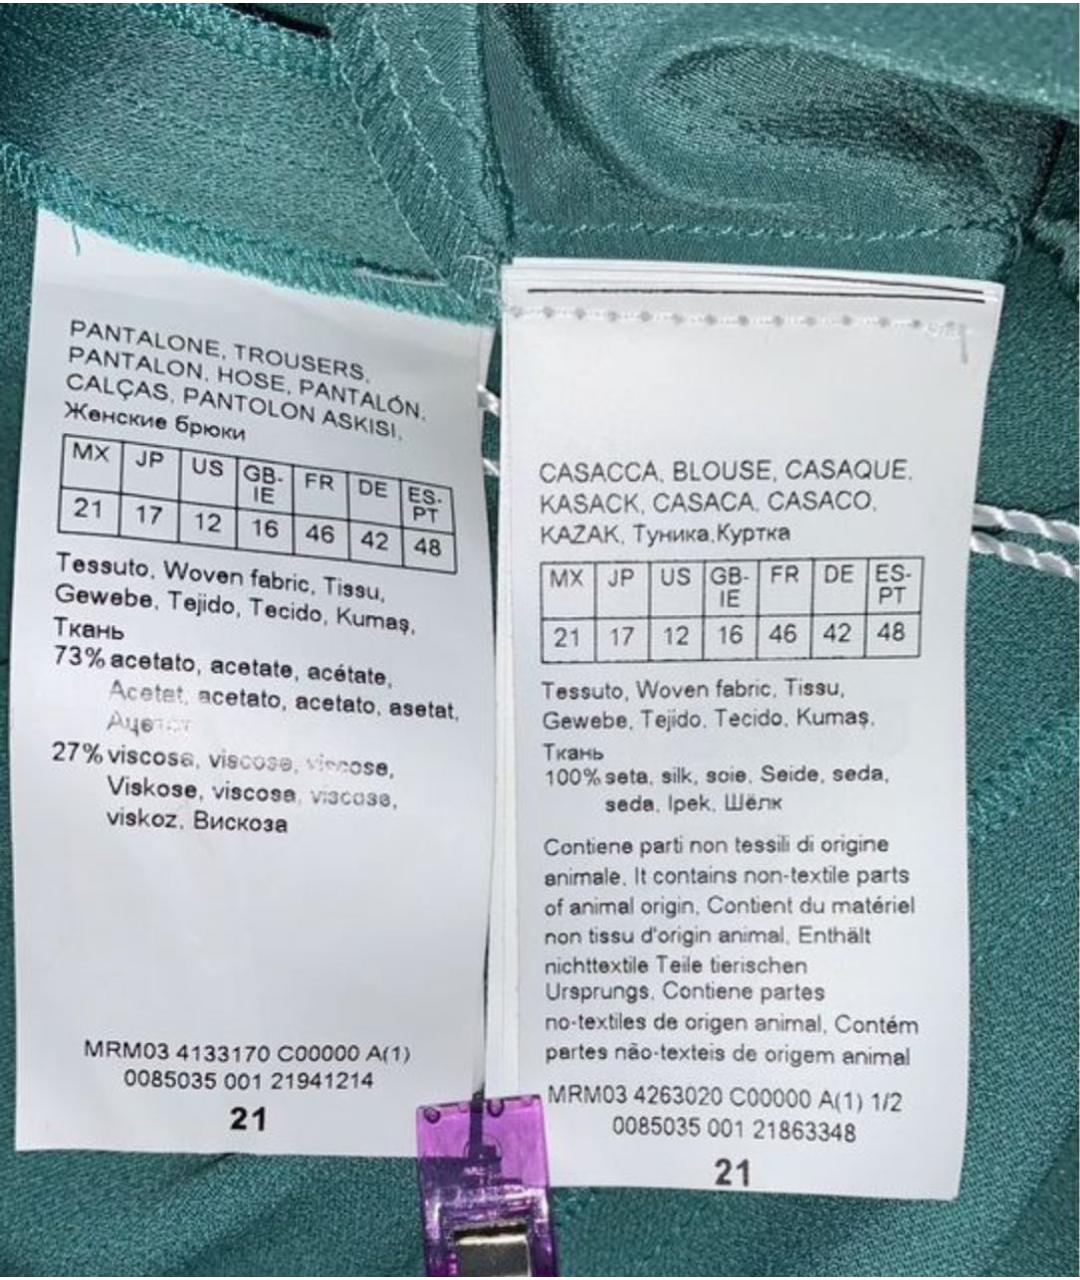 PANTALONE, TROUSERS,
PANTALON, HOSE, PANTALÓN,
CALÇAS, PANTOLON ASKISI,
Женские брюки
MX JP US GB-IE FR DE ES-PT
21 17 12 16 46 42 48
Tessuto, Woven fabric, Tissu,
Gewebe, Tejido, Tecido, Kumaş,
Ткань
73% acetato, acetate, acétate,
Acetat, acetato, acetato, asetat,
27% viscosa, viscose, viscose,
Viskose, viscosa, viscose,
viskoz, Вискоза
MRM03 4133170 C00000 A(1)
0085035 001 21941214
21
CASACCA, BLOUSE, CASAQUE,
KASACK, CASACA, CASACO,
KAZAK, Туника,Куртка
MX JP US GB-IE FR DE ES-PT
21 17 12 16 46 42 48
Tessuto, Woven fabric, Tissu,
Gewebe, Tejido, Tecido, Kumaş,
Ткань
100% seta, silk, soie, Seide, seda,
seda, Ipek, Шёлк
Contiene parti non tessili di origine
animale, It contains non-textile parts
of animal origin, Contient du matériel
non tissu d'origin animal, Enthält
nichttextile Teile tierischen
Ursprungs, Contiene partes
no-textiles de origen animal, Contém
partes não-texteis de origem animal
MRM03 4263020 C00000 A(1) 1/2
0085035 001 21863348
21